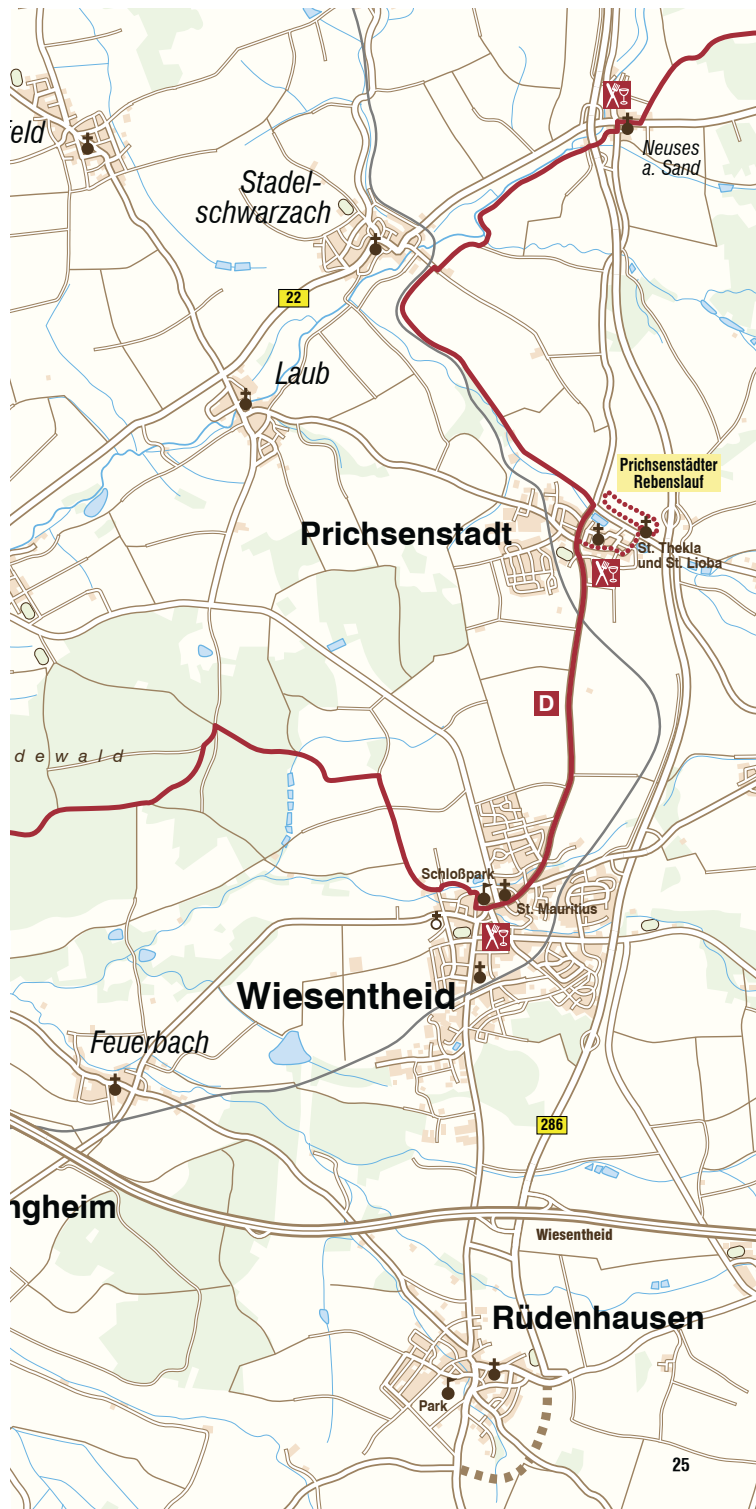 feld
Neuses
a. Sand
Stadel-
schwarzach
22
Laub
Prichsenstädter
Rebenslauf
Prichsenstadt
St. Thekla
und St. Lioba
D
dewald
Schloßpark
St. Mauritius
Wiesentheid
Feuerbach
286
ngheim
Wiesentheid
Rüdenhausen
Park
25